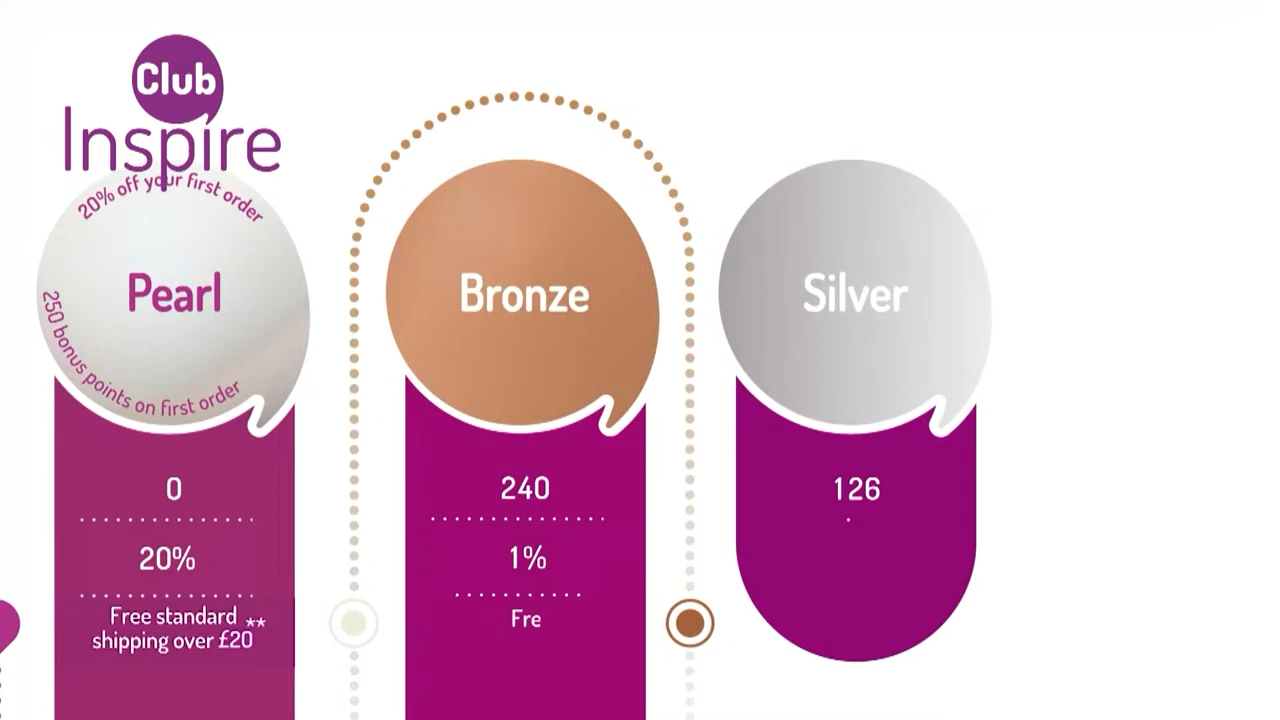 Club
Inspire
20% off your first order
Pearl
250 bonus points on first order
0
20%
Free standard **
shipping over £20
Bronze
240
1%
Fre
Silver
126